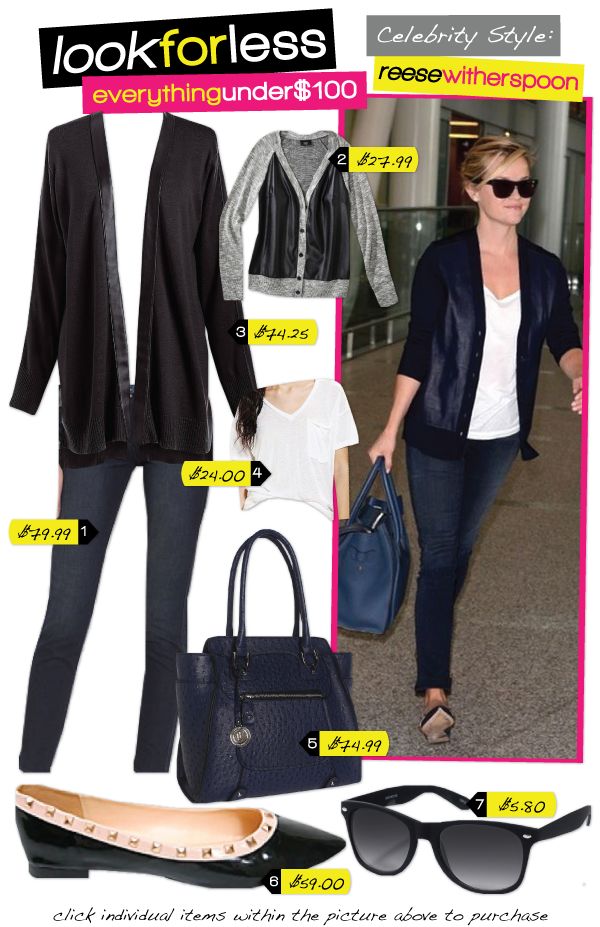 lookforless
Celebrity Style:
everythingunder$100
reesewitherspoon
2 $27.99
3 $74.25
$24.00 4
$79.99 1
5 $74.99
7 $5.80
6 $59.00
click individual items within the picture above to purchase